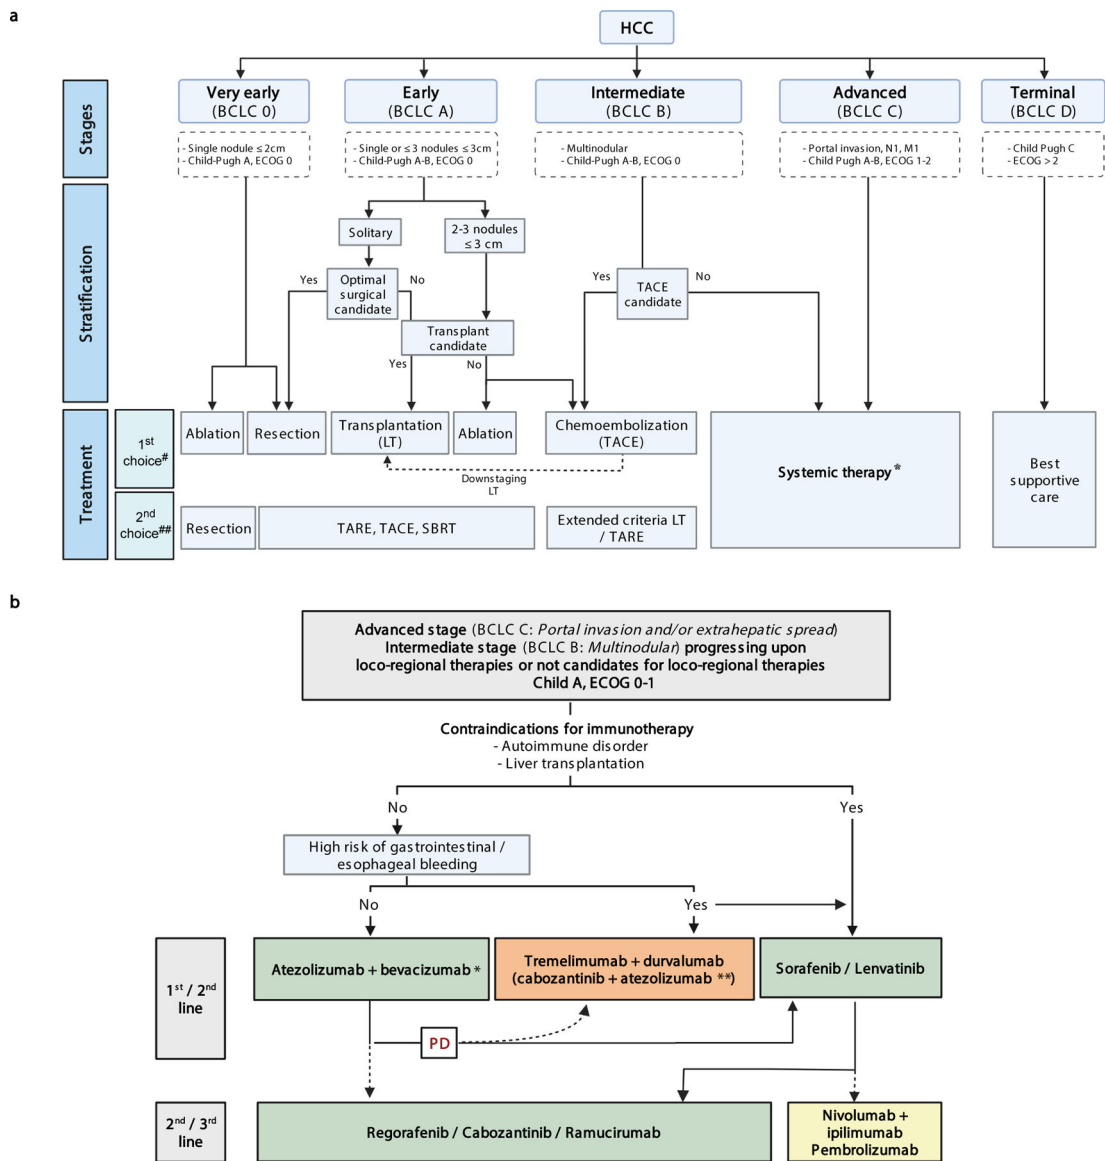 a
HCC
Stages
Very early
(BCLC 0)
Early
(BCLC A)
Intermediate
(BCLC B)
Advanced
(BCLC C)
Terminal
(BCLC D)
- Single nodule ≤ 2cm
- Child-Pugh A, ECOG 0
- Single or ≤ 3 nodules ≤ 3cm
- Child-Pugh A-B, ECOG 0
- Multinodular
- Child-Pugh A-B, ECOG 0
- Portal invasion, N1, M1
- Child Pugh A-B, ECOG 1-2
- Child Pugh C
- ECOG > 2
Stratification
Solitary
2-3 nodules
≤ 3 cm
Yes
Optimal
surgical
candidate
No
Yes
TACE
candidate
No
Transplant
candidate
Yes
No
Treatment
1st
choice#
Ablation
Resection
Transplantation
(LT)
Ablation
Chemoembolization
(TACE)
Downstaging
LT
Systemic therapy*
Best
supportive
care
2nd
choice##
Resection
TARE, TACE, SBRT
Extended criteria LT
/ TARE
b
Advanced stage (BCLC C: Portal invasion and/or extrahepatic spread)
Intermediate stage (BCLC B: Multinodular) progressing upon
loco-regional therapies or not candidates for loco-regional therapies
Child A, ECOG 0-1
Contraindications for immunotherapy
- Autoimmune disorder
- Liver transplantation
No
Yes
High risk of gastrointestinal /
esophageal bleeding
No
Yes
1st / 2nd
line
Atezolizumab + bevacizumab *
Tremelimumab + durvalumab
(cabozantinib + atezolizumab **)
Sorafenib / Lenvatinib
PD
2nd / 3rd
line
Regorafenib / Cabozantinib / Ramucirumab
Nivolumab +
ipilimumab
Pembrolizumab